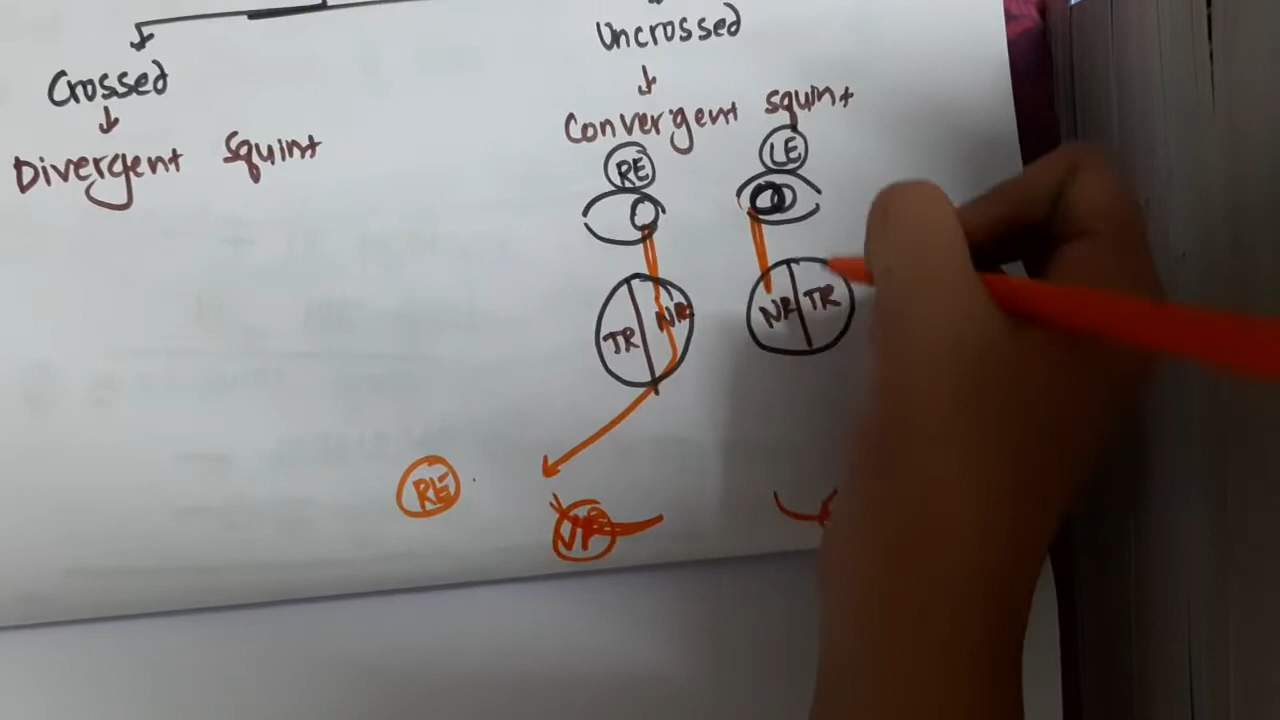 Crossed
Divergent Squint
Uncrossed
Convergent squint
RE
LE
TR NR
NR TR
RE